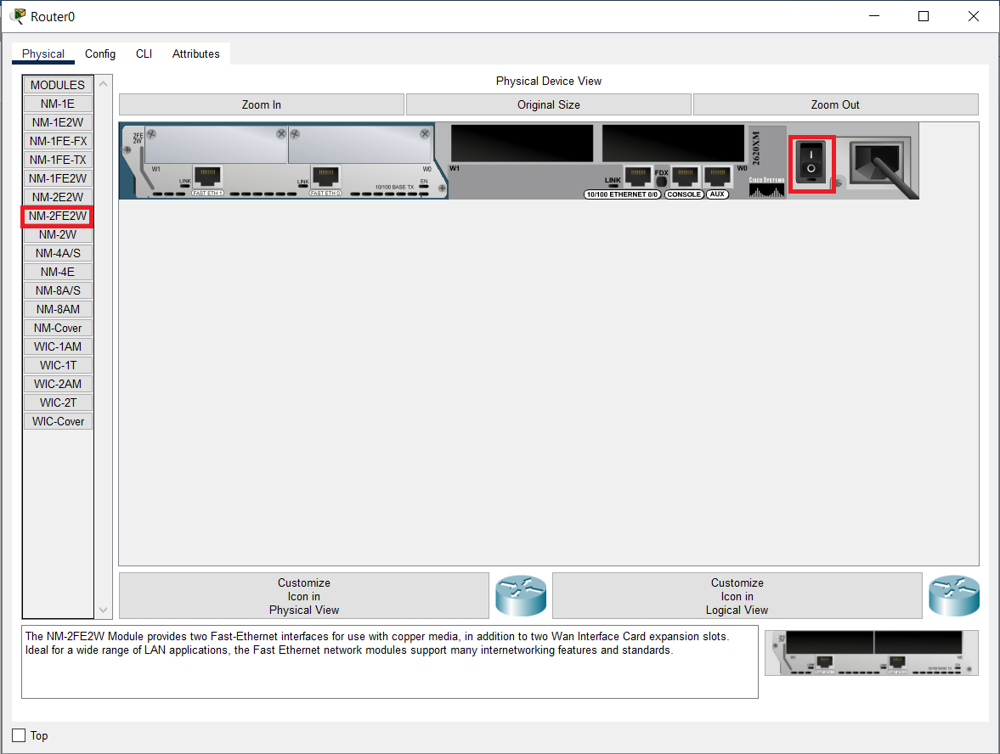 Router0
Physical
Config
CLI
Attributes
MODULES
NM-1E
NM-1E2W
NM-1FE-FX
NM-1FE-TX
NM-1FE2W
NM-2E2W
NM-2FE2W
NM-2W
NM-4A/S
NM-4E
NM-8A/S
NM-8AM
NM-Cover
WIC-1AM
WIC-1T
WIC-2AM
WIC-2T
WIC-Cover
Physical Device View
Zoom In
Original Size
Zoom Out
2FE
2W
W1
LINK
FAST ETH 1
LINK
FAST ETH 0
W0
10/100 BASE TX
EN
W1
LINK
10/100 ETHERNET 0/0
FDX
CONSOLE
AUX
W0
2620XM
CISCO SYSTEMS
Customize
Icon in
Physical View
Customize
Icon in
Logical View
The NM-2FE2W Module provides two Fast-Ethernet interfaces for use with copper media, in addition to two Wan Interface Card expansion slots.
Ideal for a wide range of LAN applications, the Fast Ethernet network modules support many internetworking features and standards.
W1
W0
Top